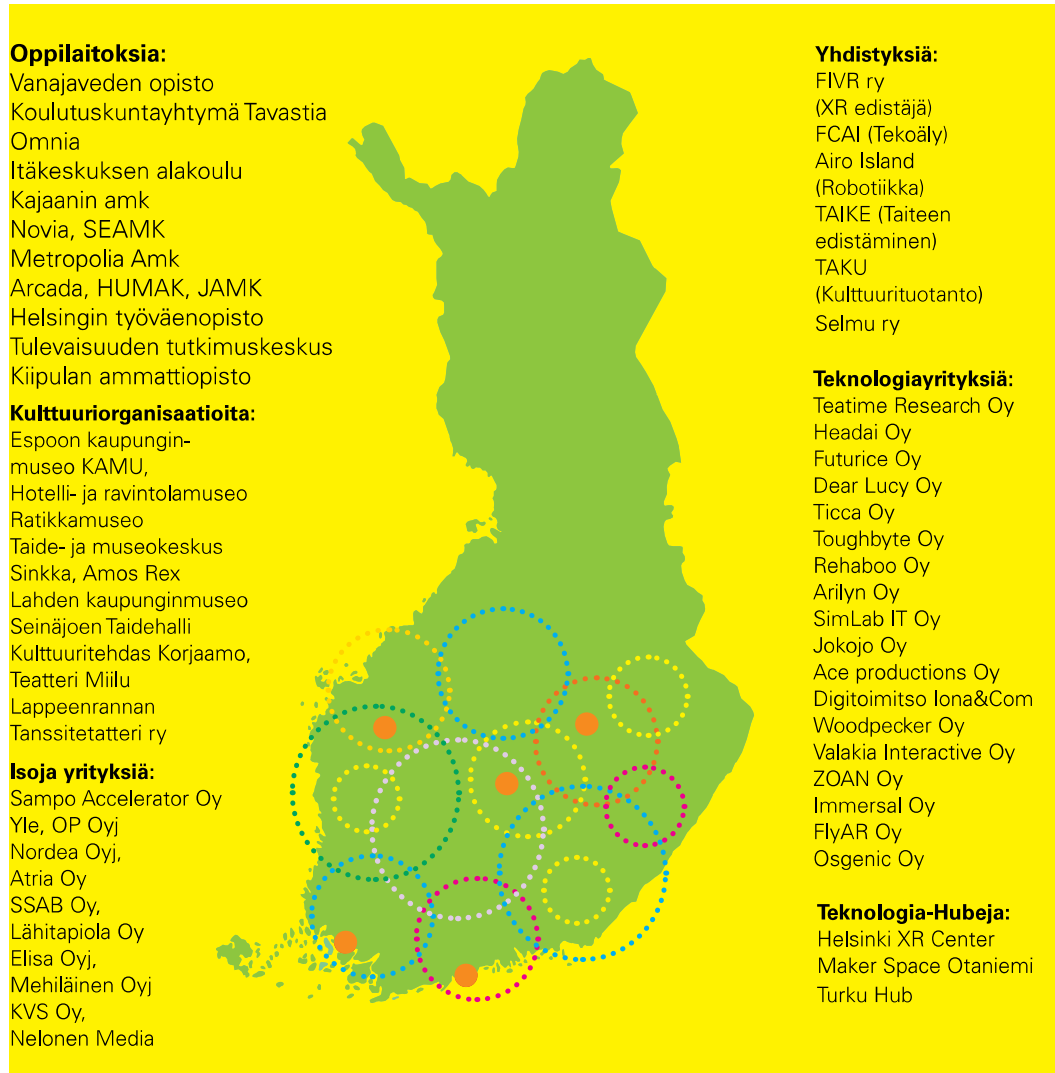 Oppilaitoksia:
Vanajaveden opisto
Koulutuskuntayhtymä Tavastia
Omnia
Itäkeskuksen alakoulu
Kajaanin amk
Novia, SEAMK
Metropolia Amk
Arcada, HUMAK, JAMK
Helsingin työväenopisto
Tulevaisuuden tutkimuskeskus
Kiipulan ammattiopisto
Kulttuuriorganisaatioita:
Espoon kaupungin-
museo KAMU,
Hotelli- ja ravintolamuseo
Ratikkamuseo
Taide- ja museokeskus
Sinkka, Amos Rex
Lahden kaupunginmuseo
Seinäjoen Taidehalli
Kulttuuritehdas Korjaamo,
Teatteri Miilu
Lappeenrannan
Tanssitetatteri ry
Isoja yrityksiä:
Sampo Accelerator Oy
Yle, OP Oyj
Nordea Oyj,
Atria Oy
SSAB Oy,
Lähitapiola Oy
Elisa Oyj,
Mehiläinen Oyj
KVS Oy,
Nelonen Media
Yhdistyksiä:
FIVR ry
(XR edistäjä)
FCAI (Tekoäly)
Airo Island
(Robotiikka)
TAIKE (Taiteen
edistäminen)
TAKU
(Kulttuurituotanto)
Selmu ry
Teknologiayrityksiä:
Teatime Research Oy
Headai Oy
Futurice Oy
Dear Lucy Oy
Ticca Oy
Toughbyte Oy
Rehaboo Oy
Arilyn Oy
SimLab IT Oy
Jokojo Oy
Ace productions Oy
Digitoimitso Iona&Com
Woodpecker Oy
Valakia Interactive Oy
ZOAN Oy
Immersal Oy
FlyAR Oy
Osgenic Oy
Teknologia-Hubeja:
Helsinki XR Center
Maker Space Otaniemi
Turku Hub